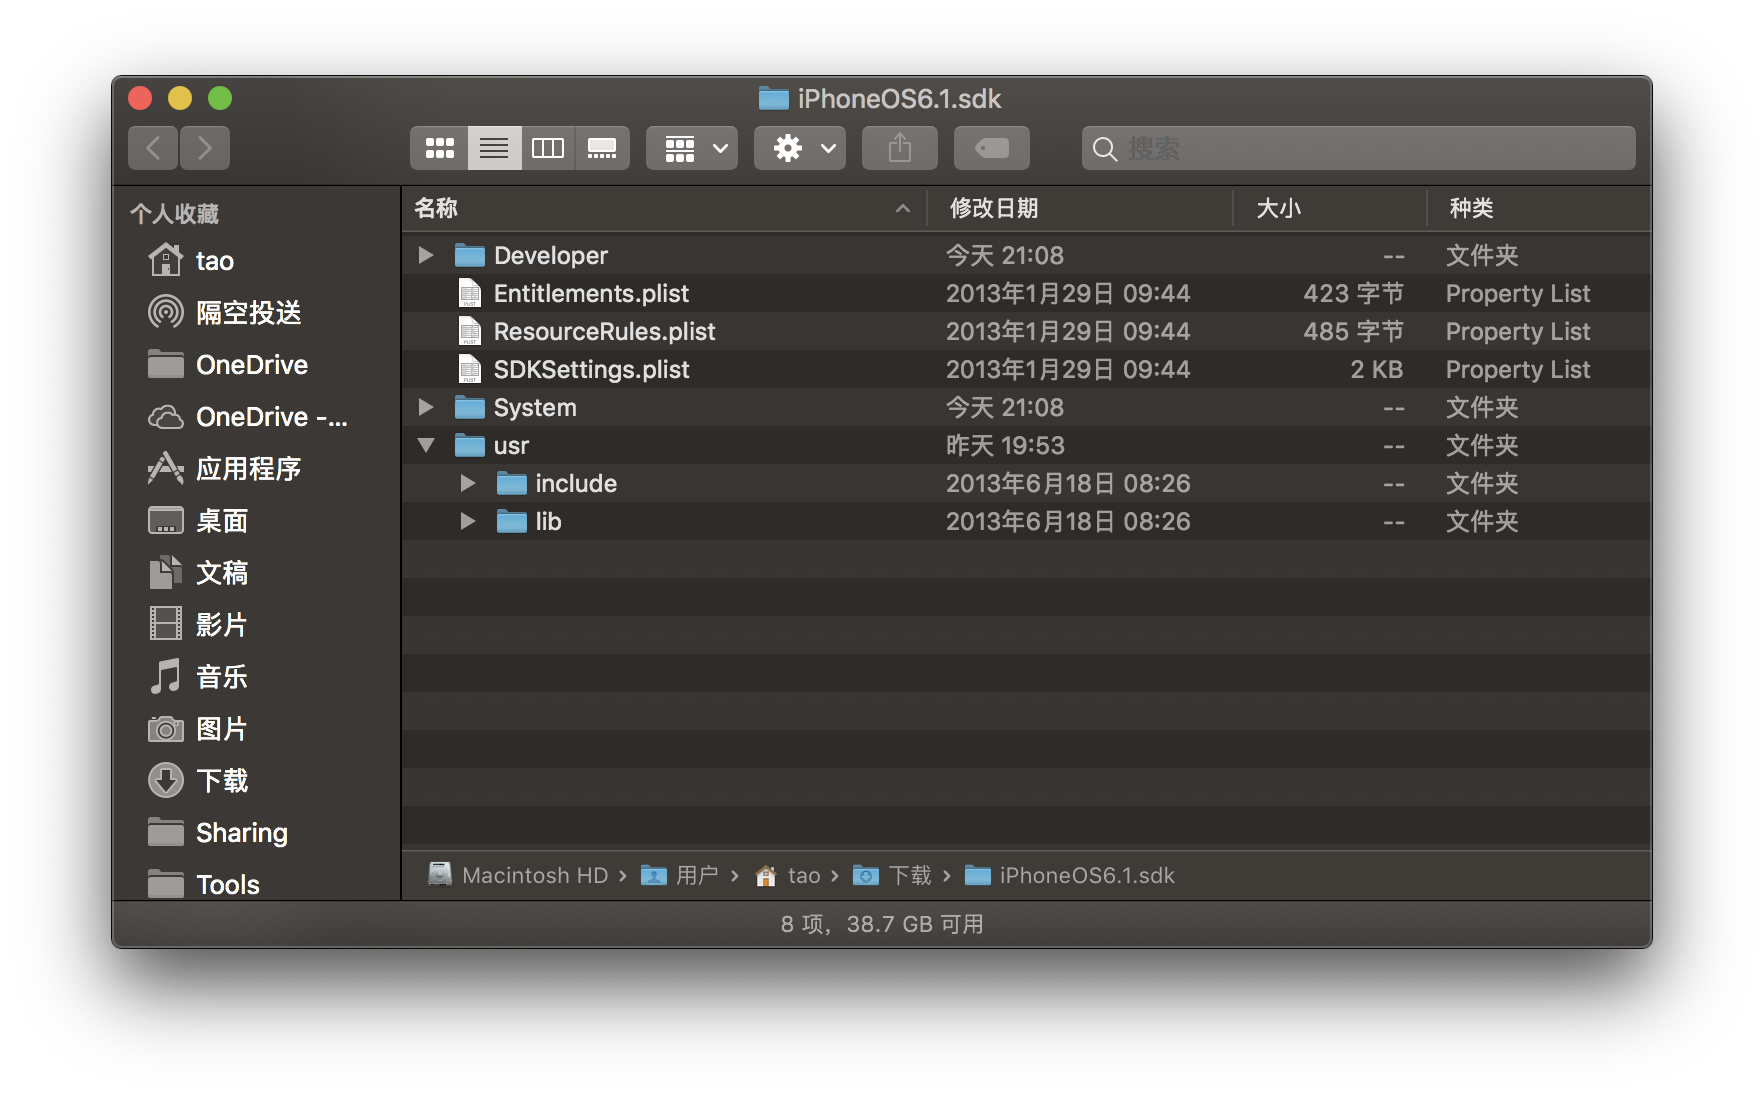 iPhoneOS6.1.sdk
搜索
个人收藏
tao
隔空投送
OneDrive
OneDrive -...
应用程序
桌面
文稿
影片
音乐
图片
下载
Sharing
Tools
名称 修改日期 大小 种类
Developer 今天 21:08 -- 文件夹
Entitlements.plist 2013年1月29日 09:44 423 字节 Property List
ResourceRules.plist 2013年1月29日 09:44 485 字节 Property List
SDKSettings.plist 2013年1月29日 09:44 2 KB Property List
System 今天 21:08 -- 文件夹
usr 昨天 19:53 -- 文件夹
include 2013年6月18日 08:26 -- 文件夹
lib 2013年6月18日 08:26 -- 文件夹
Macintosh HD › 用户 › tao › 下载 › iPhoneOS6.1.sdk
8 项，38.7 GB 可用